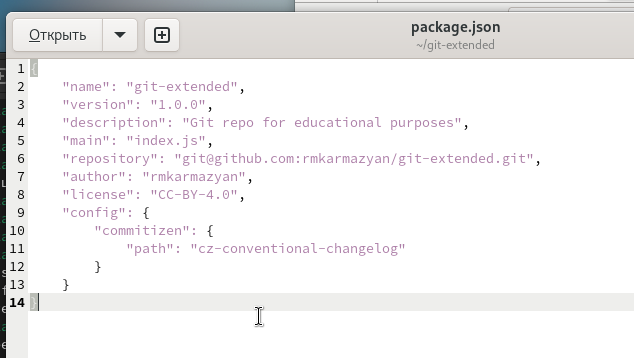 Открыть
package.json
~/git-extended
1 {
2 "name": "git-extended",
3 "version": "1.0.0",
4 "description": "Git repo for educational purposes",
5 "main": "index.js",
6 "repository": "git@github.com:rmkarmazyan/git-extended.git",
7 "author": "rmkarmazyan",
8 "license": "CC-BY-4.0",
9 "config": {
10 "commitizen": {
11 "path": "cz-conventional-changelog"
12 }
13 }
14 }